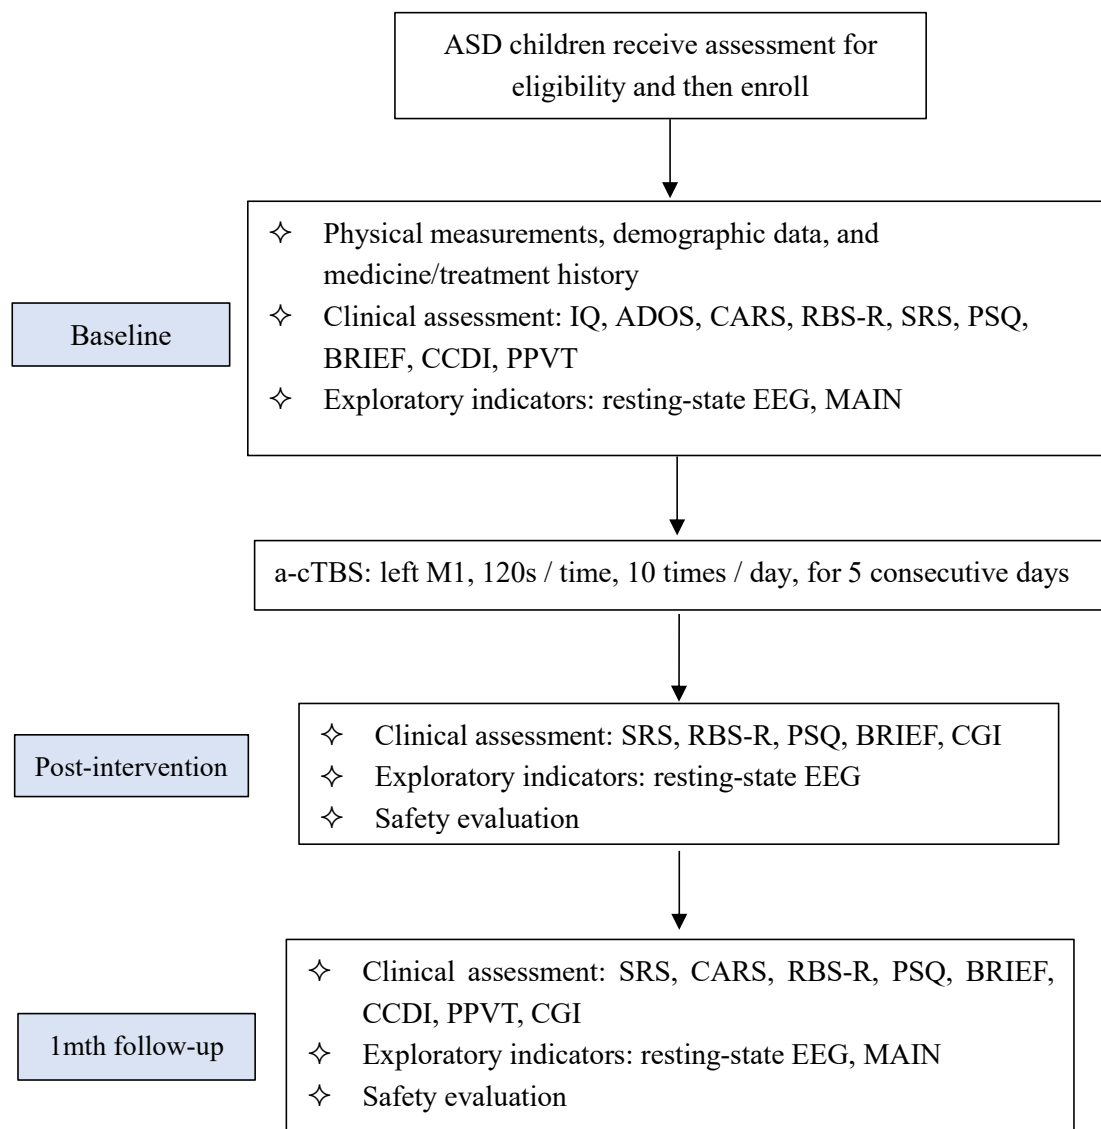 ASD children receive assessment for
eligibility and then enroll
Baseline
✧ Physical measurements, demographic data, and
medicine/treatment history
✧ Clinical assessment: IQ, ADOS, CARS, RBS-R, SRS, PSQ,
BRIEF, CCDI, PPVT
✧ Exploratory indicators: resting-state EEG, MAIN
a-cTBS: left M1, 120s / time, 10 times / day, for 5 consecutive days
Post-intervention
✧ Clinical assessment: SRS, RBS-R, PSQ, BRIEF, CGI
✧ Exploratory indicators: resting-state EEG
✧ Safety evaluation
1mth follow-up
✧ Clinical assessment: SRS, CARS, RBS-R, PSQ, BRIEF,
CCDI, PPVT, CGI
✧ Exploratory indicators: resting-state EEG, MAIN
✧ Safety evaluation